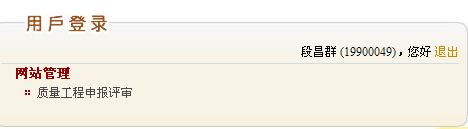 用戶登录
段昌群 (19900049)，您好 退出
网站管理
质量工程申报评审